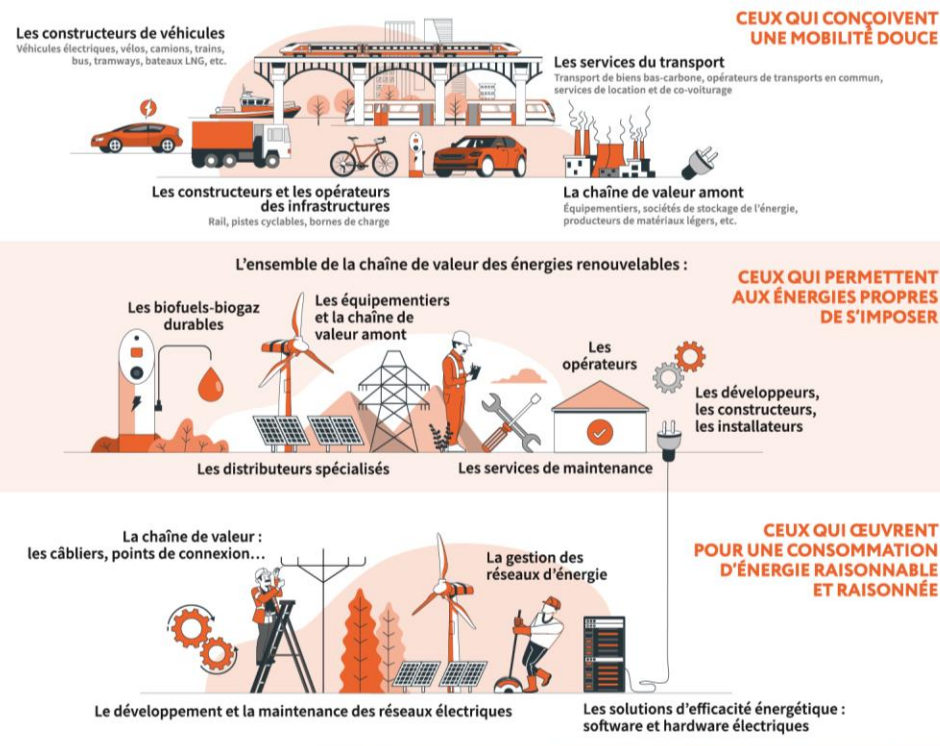 CEUX QUI CONÇOIVENT
UNE MOBILITÉ DOUCE
Les constructeurs de véhicules
Véhicules électriques, vélos, camions, trains,
bus, tramways, bateaux LNG, etc.
Les services du transport
Transport de biens bas-carbone, opérateurs de transports en commun,
services de location et de co-voiturage
Les constructeurs et les opérateurs
des infrastructures
Rail, pistes cyclables, bornes de charge
La chaîne de valeur amont
Équipementiers, sociétés de stockage de l’énergie,
producteurs de matériaux légers, etc.
L’ensemble de la chaîne de valeur des énergies renouvelables :
CEUX QUI PERMETTENT
AUX ÉNERGIES PROPRES
DE S’IMPOSER
Les biofuels-biogaz
durables
Les équipementiers
et la chaîne de
valeur amont
Les
opérateurs
Les développeurs,
les constructeurs,
les installateurs
Les distributeurs spécialisés
Les services de maintenance
CEUX QUI ŒUVRENT
POUR UNE CONSOMMATION
D’ÉNERGIE RAISONNABLE
ET RAISONNÉE
La chaîne de valeur :
les câbliers, points de connexion…
La gestion des
réseaux d’énergie
Le développement et la maintenance des réseaux électriques
Les solutions d’efficacité énergétique :
software et hardware électriques